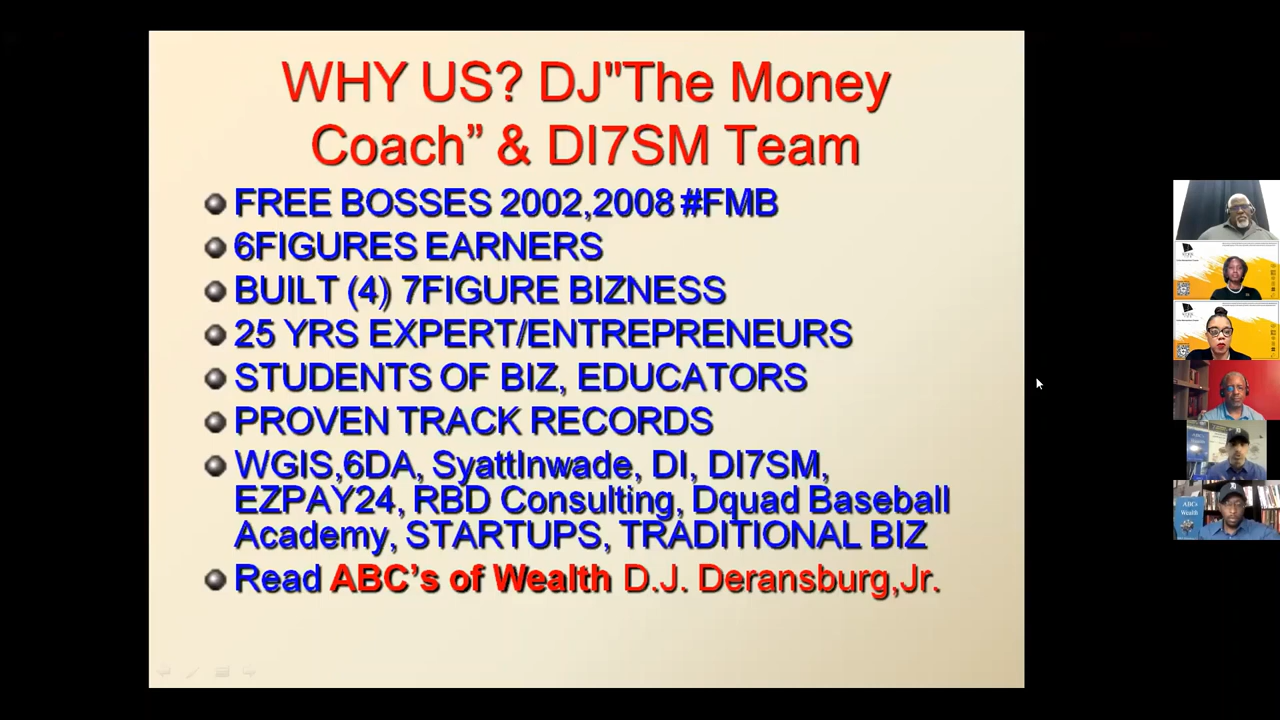 WHY US? DJ"The Money
Coach” & DI7SM Team
FREE BOSSES 2002,2008 #FMB
6FIGURES EARNERS
BUILT (4) 7FIGURE BIZNESS
25 YRS EXPERT/ENTREPRENEURS
STUDENTS OF BIZ, EDUCATORS
PROVEN TRACK RECORDS
WGIS,6DA, SyattInwade, DI, DI7SM,
EZPAY24, RBD Consulting, Dquad Baseball
Academy, STARTUPS, TRADITIONAL BIZ
Read ABC’s of Wealth D.J. Deransburg,Jr.
ABC's
Wealth